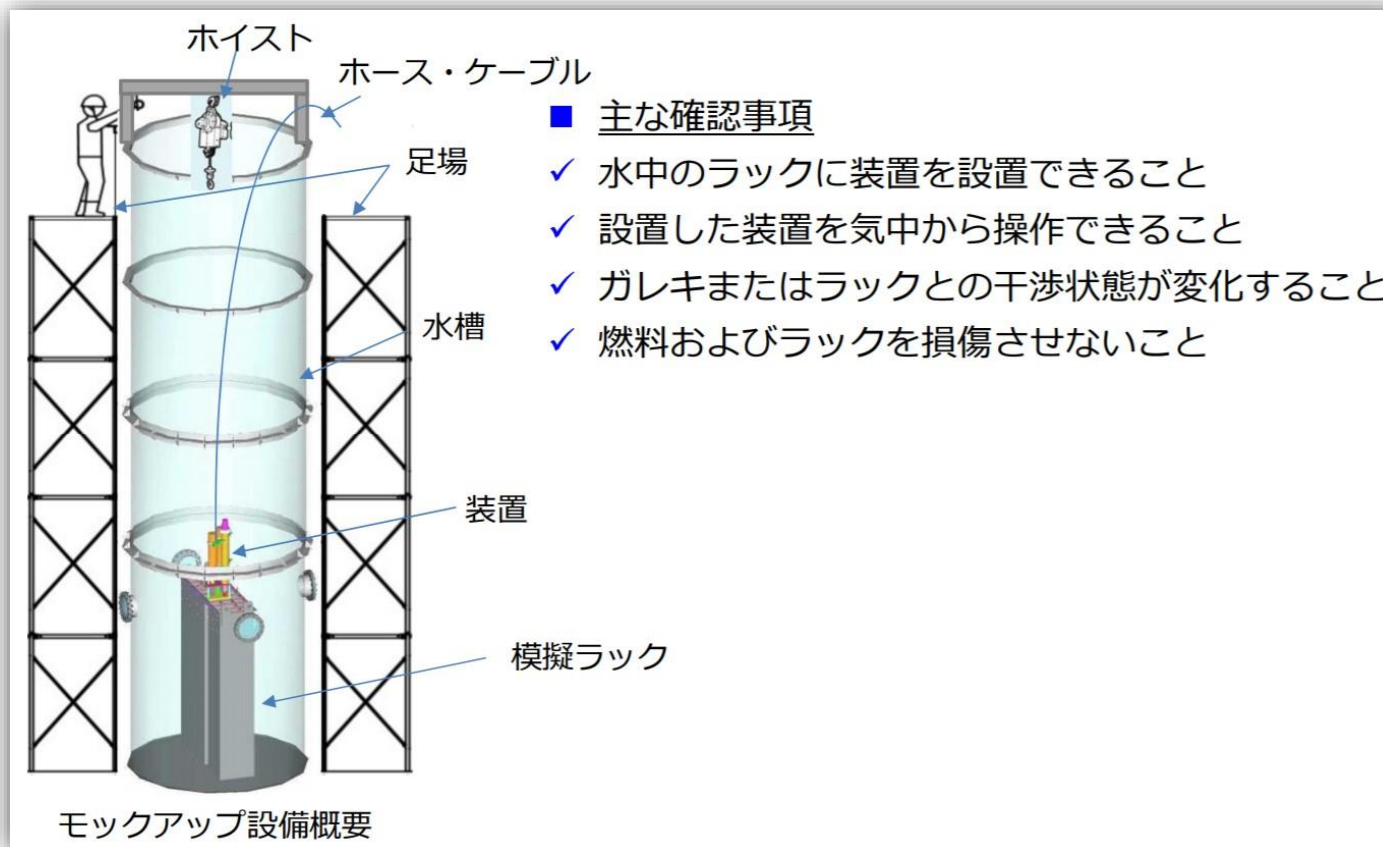 ホイスト
ホース・ケーブル
足場
水槽
装置
模擬ラック
モックアップ設備概要
■ 主な確認事項
✓ 水中のラックに装置を設置できること
✓ 設置した装置を気中から操作できること
✓ ガレキまたはラックとの干渉状態が変化すること
✓ 燃料およびラックを損傷させないこと